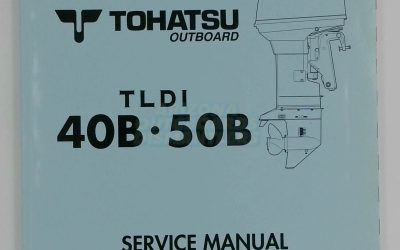 TOHATSU
OUTBOARD
TLDI
40B·50B
SERVICE MANUAL